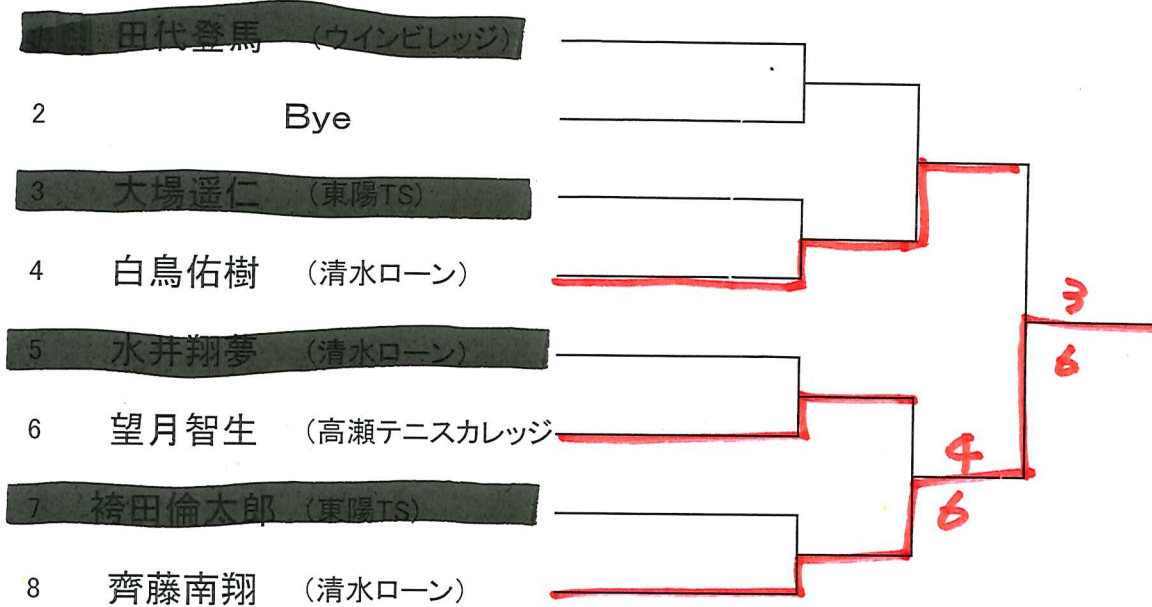 田代登馬 (ウインビレッジ)
2 Bye
3 大場遥仁 (東陽TS)
4 白鳥佑樹 (清水ローン)
3
5 水井翔夢 (清水ローン)
6
6 望月智生 (高瀬テニスカレッジ
4
7 袴田倫太郎 (東陽TS)
6
8 齊藤南翔 (清水ローン)